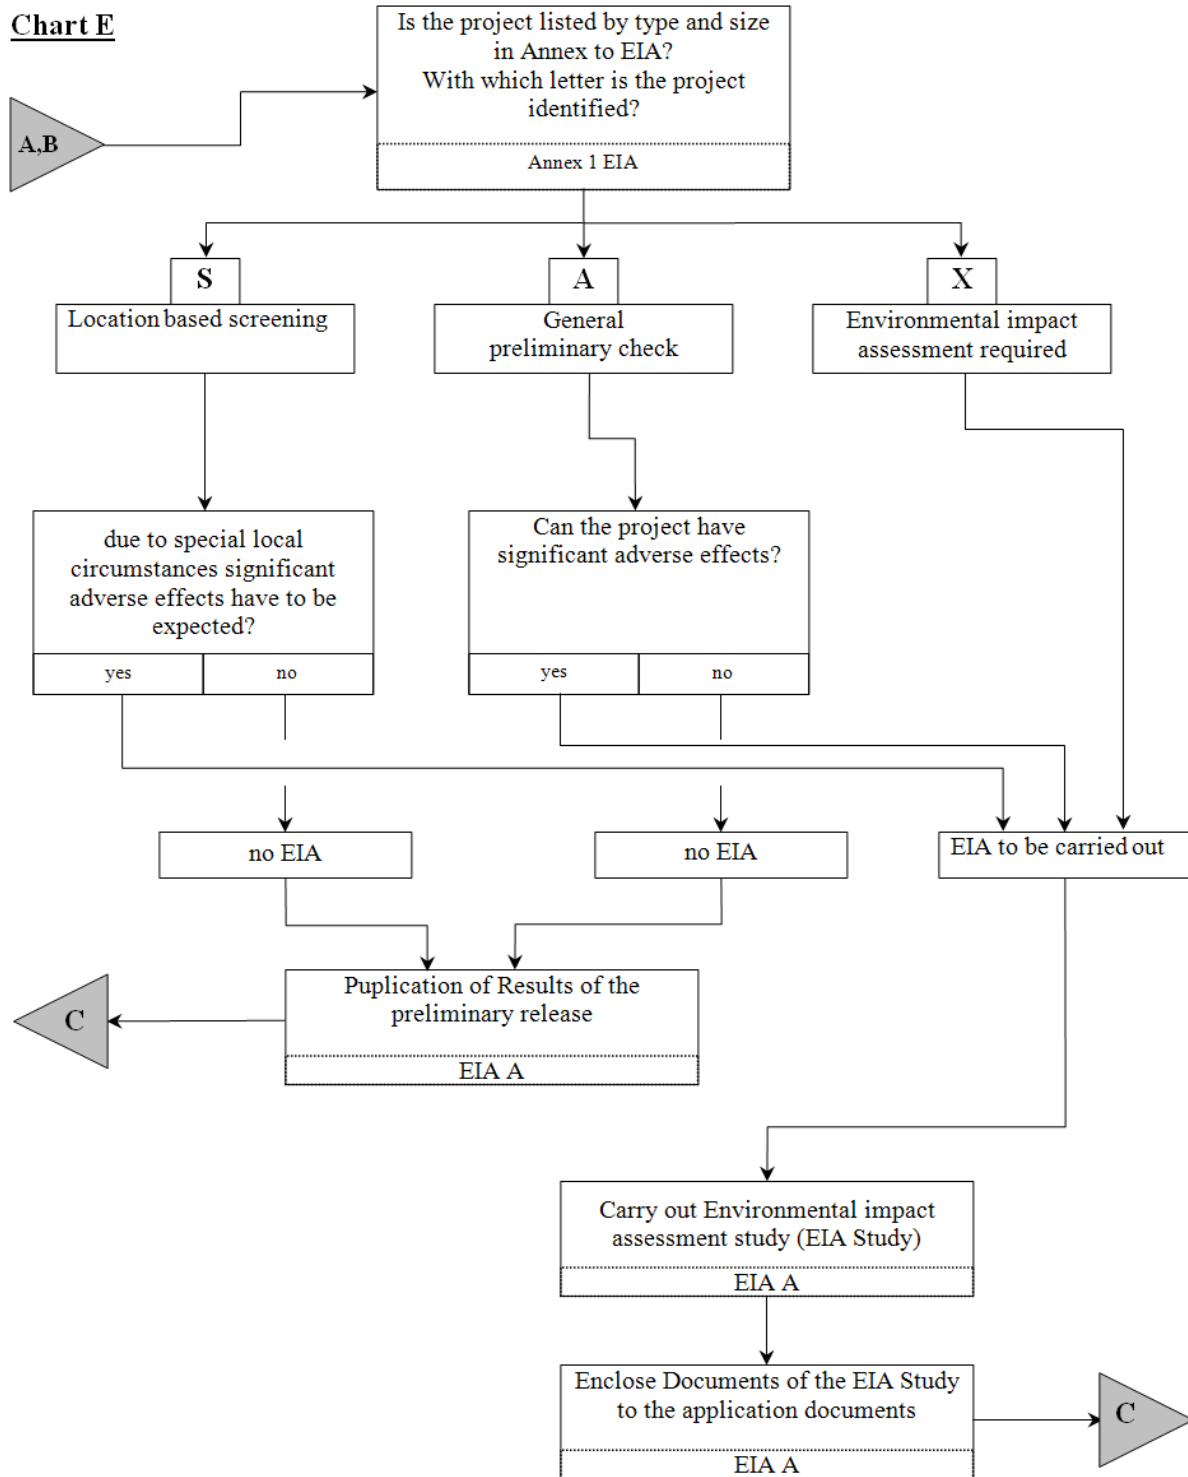 Chart E
Is the project listed by type and size
in Annex to EIA?
With which letter is the project
identified?
A,B
Annex 1 EIA
S
A
X
Location based screening
General
preliminary check
Environmental impact
assessment required
due to special local
circumstances significant
adverse effects have to be
expected?
yes
no
Can the project have
significant adverse effects?
yes
no
no EIA
no EIA
EIA to be carried out
Puplication of Results of the
preliminary release
EIA A
C
Carry out Environmental impact
assessment study (EIA Study)
EIA A
Enclose Documents of the EIA Study
to the application documents
EIA A
C